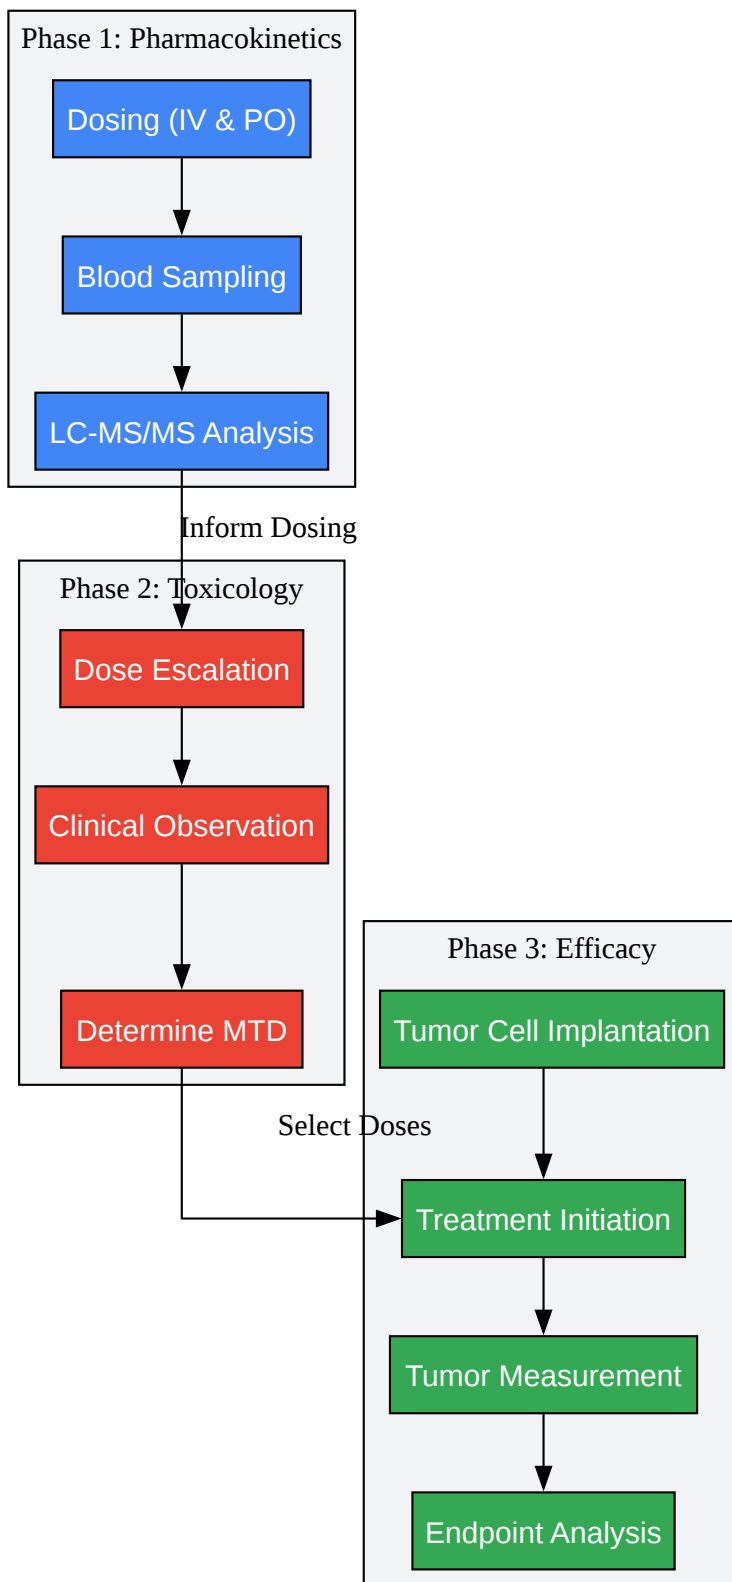 Phase 1: Pharmacokinetics
Dosing (IV & PO)
Blood Sampling
LC-MS/MS Analysis
Inform Dosing
Phase 2: Toxicology
Dose Escalation
Clinical Observation
Determine MTD
Select Doses
Phase 3: Efficacy
Tumor Cell Implantation
Treatment Initiation
Tumor Measurement
Endpoint Analysis